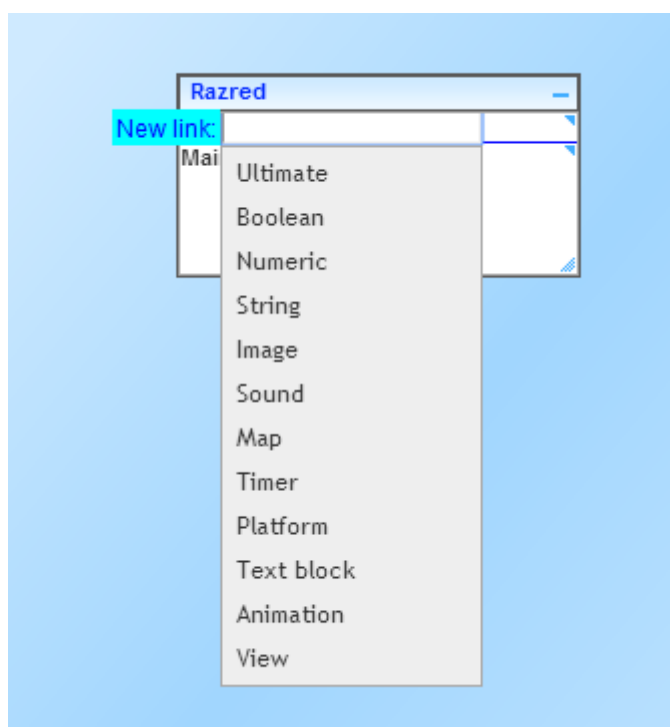 Razred
New link:
Mai
Ultimate
Boolean
Numeric
String
Image
Sound
Map
Timer
Platform
Text block
Animation
View